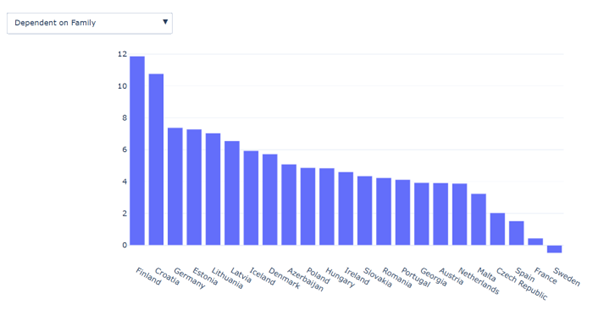 Dependent on Family ▼
12
10
8
6
4
2
0
Finland
Croatia
Germany
Estonia
Lithuania
Latvia
Iceland
Denmark
Azerbaijan
Poland
Hungary
Ireland
Slovakia
Romania
Portugal
Georgia
Austria
Netherlands
Malta
Czech Republic
Spain
France
Sweden